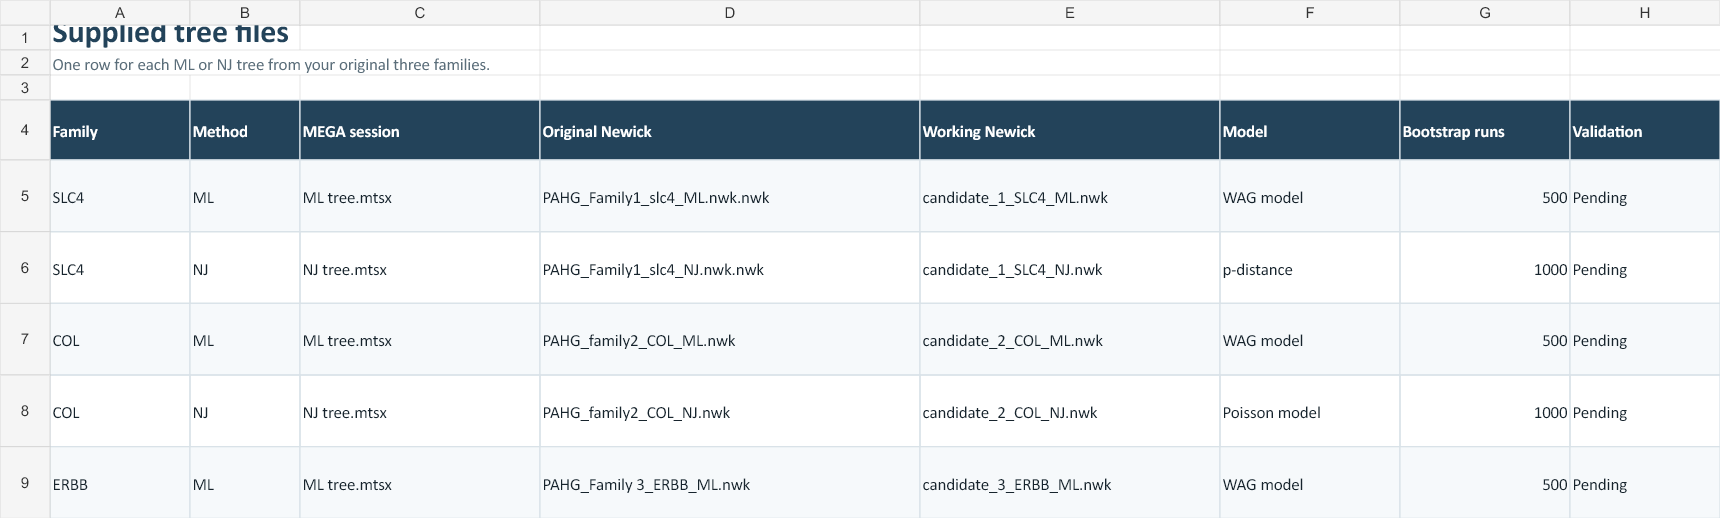 A B C D E F G H
1 Supplied tree files
2 One row for each ML or NJ tree from your original three families.
3
4 Family Method MEGA session Original Newick Working Newick Model Bootstrap runs Validation
5 SLC4 ML ML tree.mtsx PAHG_Family1_slc4_ML.nwk.nwk candidate_1_SLC4_ML.nwk WAG model 500 Pending
6 SLC4 NJ NJ tree.mtsx PAHG_Family1_slc4_NJ.nwk.nwk candidate_1_SLC4_NJ.nwk p-distance 1000 Pending
7 COL ML ML tree.mtsx PAHG_family2_COL_ML.nwk candidate_2_COL_ML.nwk WAG model 500 Pending
8 COL NJ NJ tree.mtsx PAHG_family2_COL_NJ.nwk candidate_2_COL_NJ.nwk Poisson model 1000 Pending
9 ERBB ML ML tree.mtsx PAHG_Family 3_ERBB_ML.nwk candidate_3_ERBB_ML.nwk WAG model 500 Pending